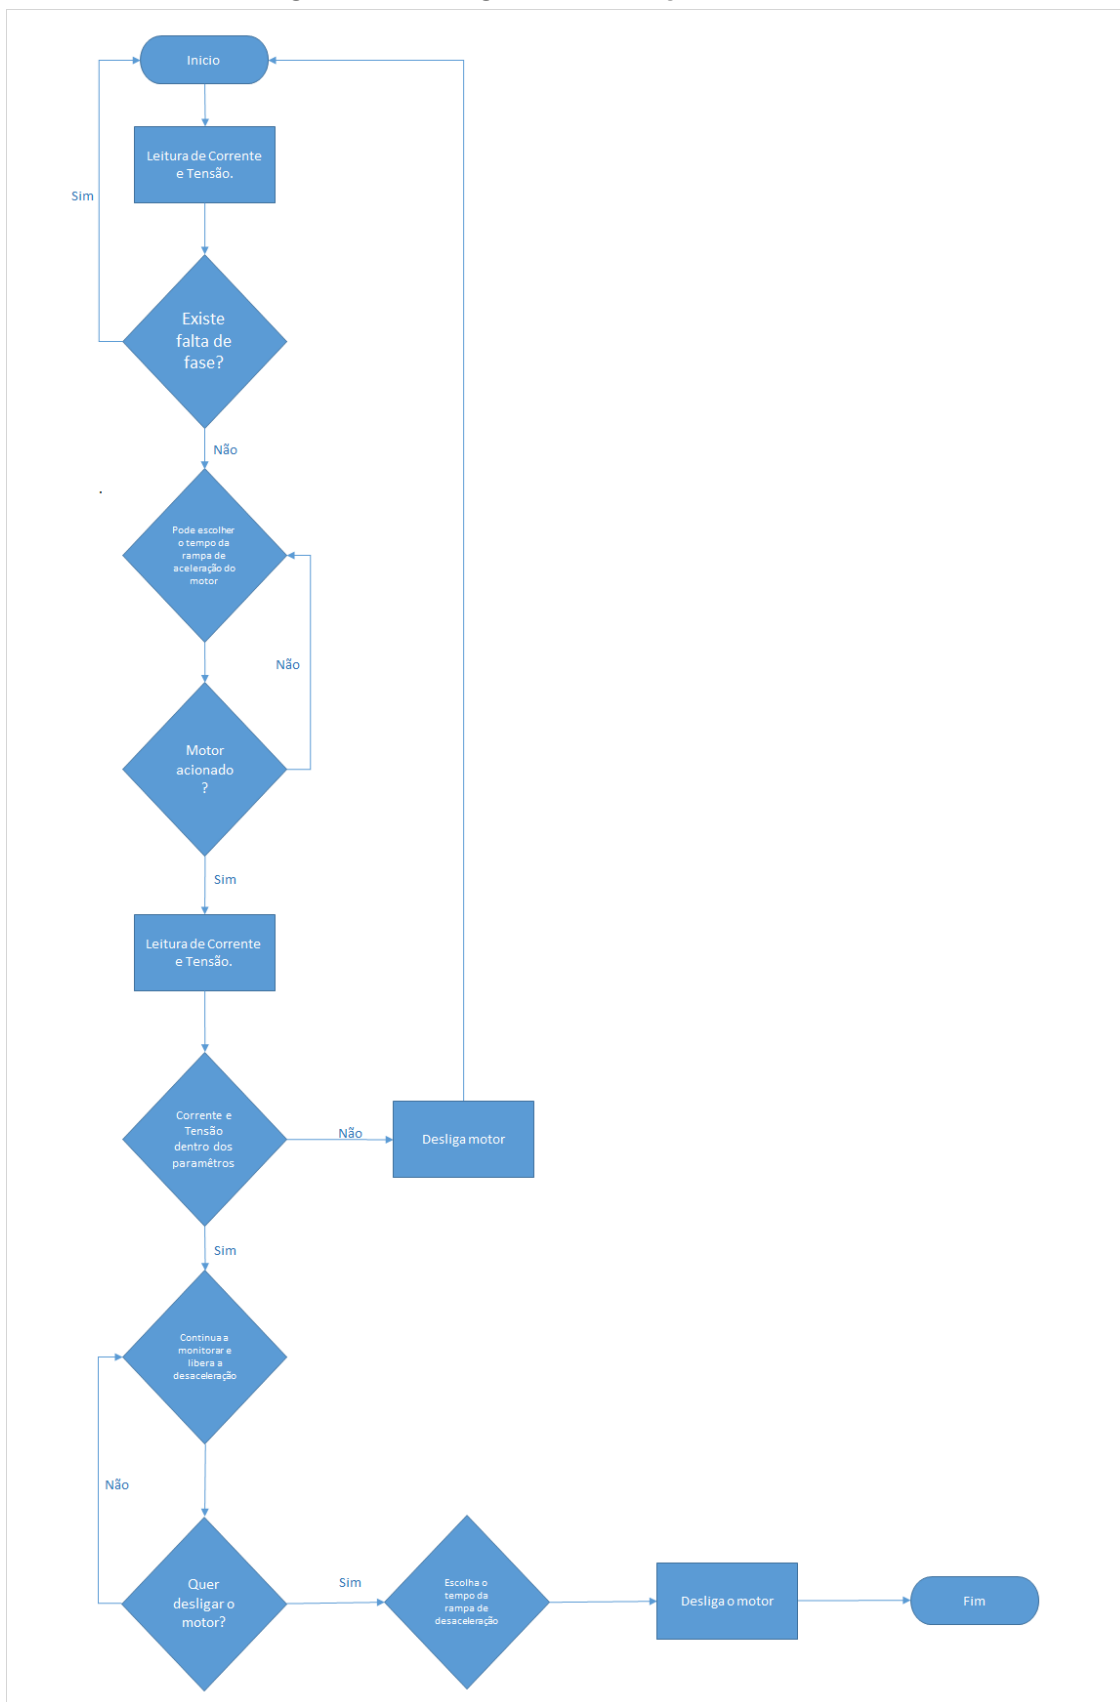 Inicio
Leitura de Corrente
e Tensão.
Sim
Existe
falta de
fase?
Não
.
Pode escolher
o tempo da
rampa de
aceleração do
motor
Não
Motor
acionado
?
Sim
Leitura de Corrente
e Tensão.
Corrente e
Tensão
dentro dos
paramêtros
Não
Desliga motor
Sim
Continua a
monitorar e
libera a
desaceleração
Não
Quer
desligar o
motor?
Sim
Escolha o
tempo da
rampa de
desaceleração
Desliga o motor
Fim